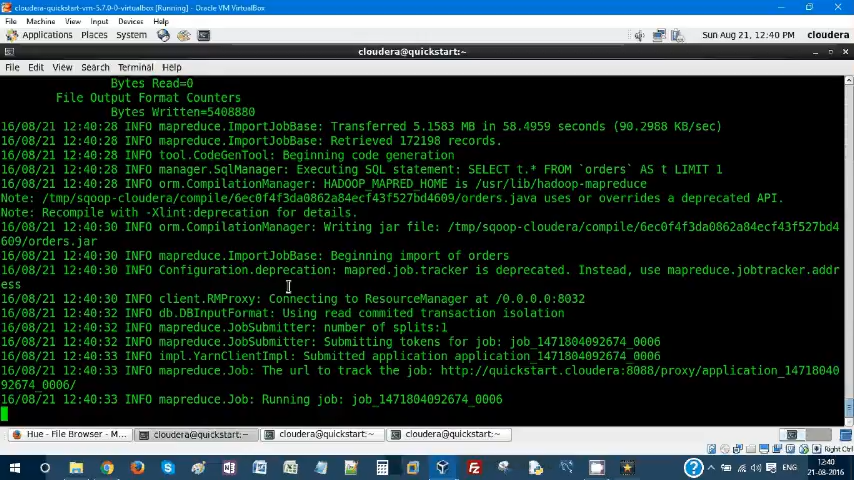 cloudera-quickstart-vm-5.7.0-0-virtualbox [Running] - Oracle VM VirtualBox
File Machine View Input Devices Help
Applications Places System Sun Aug 21, 12:40 PM cloudera
cloudera@quickstart:~
File Edit View Search Terminal Help
Bytes Read=0
File Output Format Counters
Bytes Written=5408880
16/08/21 12:40:28 INFO mapreduce.ImportJobBase: Transferred 5.1583 MB in 58.4959 seconds (90.2988 KB/sec)
16/08/21 12:40:28 INFO mapreduce.ImportJobBase: Retrieved 172198 records.
16/08/21 12:40:28 INFO tool.CodeGenTool: Beginning code generation
16/08/21 12:40:28 INFO manager.SqlManager: Executing SQL statement: SELECT t.* FROM `orders` AS t LIMIT 1
16/08/21 12:40:28 INFO orm.CompilationManager: HADOOP_MAPRED_HOME is /usr/lib/hadoop-mapreduce
Note: /tmp/sqoop-cloudera/compile/6ec0f4f3da0862a84ecf43f527bd4609/orders.java uses or overrides a deprecated API.
Note: Recompile with -Xlint:deprecation for details.
16/08/21 12:40:30 INFO orm.CompilationManager: Writing jar file: /tmp/sqoop-cloudera/compile/6ec0f4f3da0862a84ecf43f527bd4
609/orders.jar
16/08/21 12:40:30 INFO mapreduce.ImportJobBase: Beginning import of orders
16/08/21 12:40:30 INFO Configuration.deprecation: mapred.job.tracker is deprecated. Instead, use mapreduce.jobtracker.addr
ess
16/08/21 12:40:30 INFO client.RMProxy: Connecting to ResourceManager at /0.0.0.0:8032
16/08/21 12:40:32 INFO db.DBInputFormat: Using read commited transaction isolation
16/08/21 12:40:32 INFO mapreduce.JobSubmitter: number of splits:1
16/08/21 12:40:32 INFO mapreduce.JobSubmitter: Submitting tokens for job: job_1471804092674_0006
16/08/21 12:40:33 INFO impl.YarnClientImpl: Submitted application application_1471804092674_0006
16/08/21 12:40:33 INFO mapreduce.Job: The url to track the job: http://quickstart.cloudera:8088/proxy/application_14718040
92674_0006/
16/08/21 12:40:33 INFO mapreduce.Job: Running job: job_1471804092674_0006
Hue - File Browser - M... cloudera@quickstart:~ cloudera@quickstart:~ cloudera@quickstart:~
Right Ctrl
ENG 12:40
21-08-2016